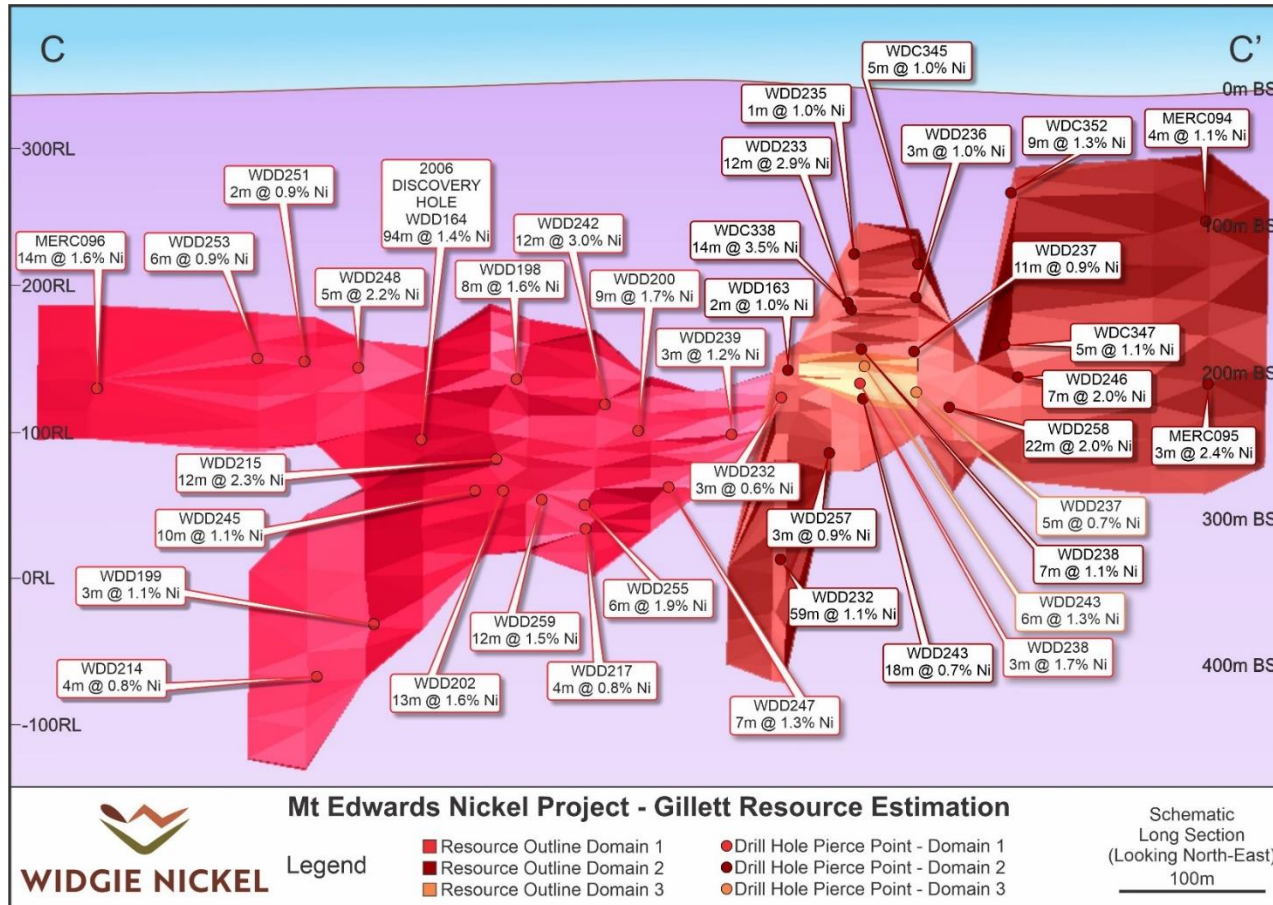 C
C'
WDC345
5m @ 1.0% Ni
0m BS
WDD235
1m @ 1.0% Ni
WDD236
3m @ 1.0% Ni
WDC352
9m @ 1.3% Ni
MERC094
4m @ 1.1% Ni
WDD233
12m @ 2.9% Ni
300RL
WDD251
2m @ 0.9% Ni
2006
DISCOVERY
HOLE
WDD164
94m @ 1.4% Ni
100m BS
MERC096
14m @ 1.6% Ni
WDD253
6m @ 0.9% Ni
WDD242
12m @ 3.0% Ni
WDC338
14m @ 3.5% Ni
WDD237
11m @ 0.9% Ni
200RL
WDD248
5m @ 2.2% Ni
WDD198
8m @ 1.6% Ni
WDD200
9m @ 1.7% Ni
WDD163
2m @ 1.0% Ni
WDD239
3m @ 1.2% Ni
WDC347
5m @ 1.1% Ni
200m BS
WDD246
7m @ 2.0% Ni
100RL
WDD258
22m @ 2.0% Ni
MERC095
3m @ 2.4% Ni
WDD215
12m @ 2.3% Ni
WDD232
3m @ 0.6% Ni
WDD245
10m @ 1.1% Ni
WDD257
3m @ 0.9% Ni
WDD237
5m @ 0.7% Ni
300m BS
WDD238
7m @ 1.1% Ni
0RL
WDD199
3m @ 1.1% Ni
WDD255
6m @ 1.9% Ni
WDD232
59m @ 1.1% Ni
WDD243
6m @ 1.3% Ni
WDD259
12m @ 1.5% Ni
WDD238
3m @ 1.7% Ni
WDD243
18m @ 0.7% Ni
400m BS
WDD214
4m @ 0.8% Ni
WDD202
13m @ 1.6% Ni
WDD217
4m @ 0.8% Ni
WDD247
7m @ 1.3% Ni
-100RL
Mt Edwards Nickel Project - Gillett Resource Estimation
WIDGIE NICKEL
Legend
Resource Outline Domain 1
Resource Outline Domain 2
Resource Outline Domain 3
Drill Hole Pierce Point - Domain 1
Drill Hole Pierce Point - Domain 2
Drill Hole Pierce Point - Domain 3
Schematic
Long Section
(Looking North-East)
100m